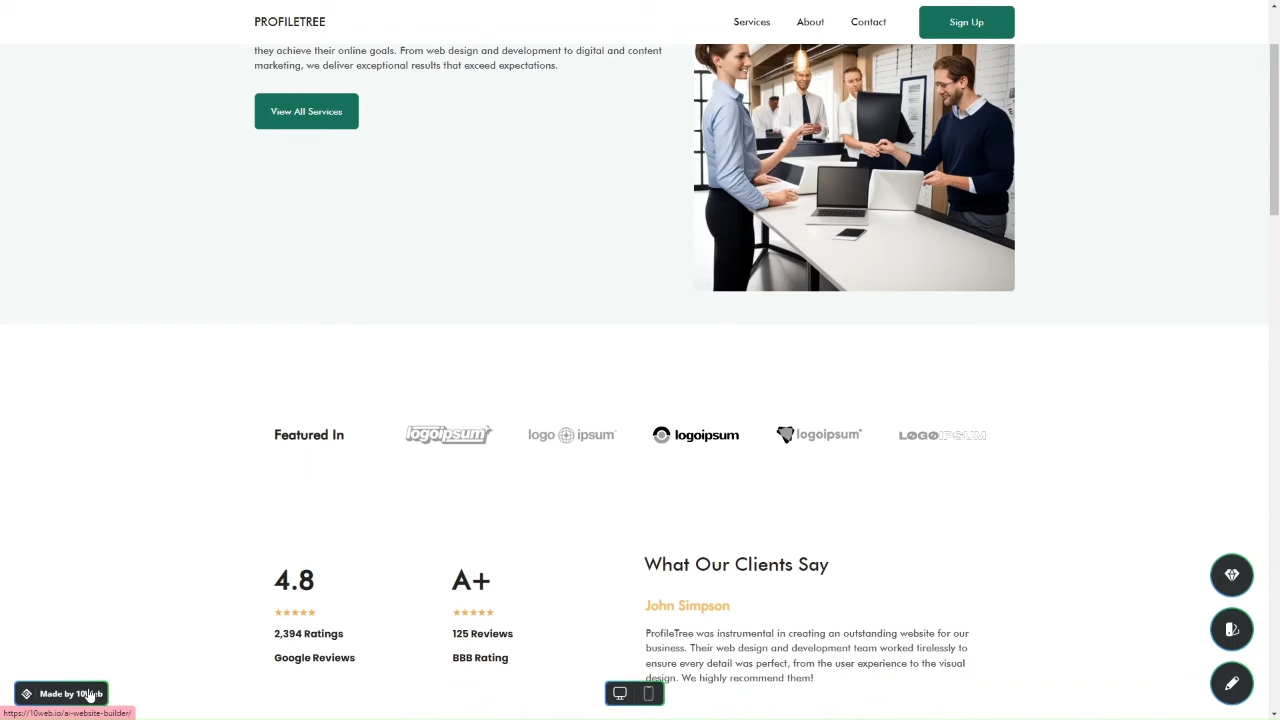 PROFILETREE
Services
About
Contact
Sign Up
they achieve their online goals. From web design and development to digital and content
marketing, we deliver exceptional results that exceed expectations.
View All Services
Featured In
logoipsum
logo ipsum
logoipsum
logoipsum
LOGOIPSUM
4.8
2,394 Ratings
Google Reviews
A+
125 Reviews
BBB Rating
What Our Clients Say
John Simpson
ProfileTree was instrumental in creating an outstanding website for our
business. Their web design and development team worked tirelessly to
ensure every detail was perfect, from the user experience to the visual
design. We highly recommend them!
Made by 10Web
https://10web.io/ai-website-builder/